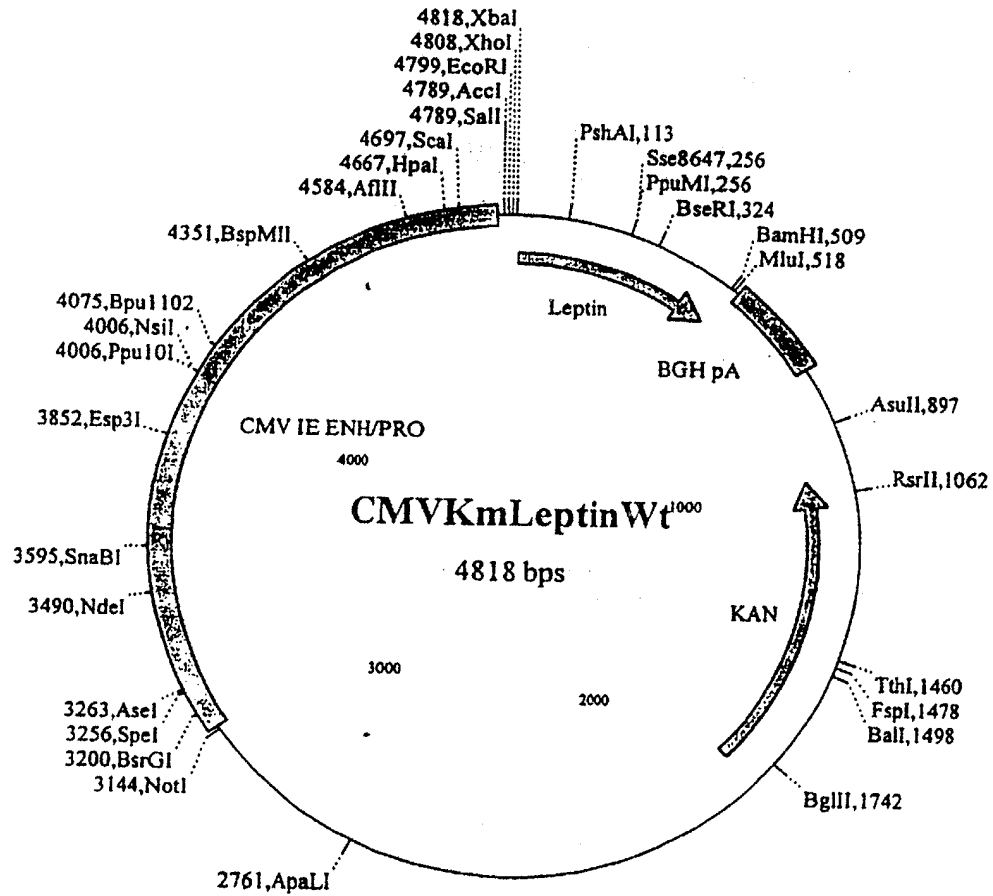 4818,XbaI
4808,XhoI
4799,EcoRI
4789,AccI
4789,SalI
4697,ScaI
4667,HpaI
4584,AflII
4351,BspMII
4075,Bpu1102
4006,NsiI
4006,Ppu10I
3852,Esp3I
3595,SnaBI
3490,NdeI
3263,AseI
3256,SpeI
3200,BsrGI
3144,NotI
2761,ApaLI
PshAI,113
Sse8647,256
PpuMI,256
BseRI,324
BamHI,509
MluI,518
AsuII,897
RsrII,1062
TthI,1460
FspI,1478
BalI,1498
BglII,1742
Leptin
BGH pA
CMV IE ENH/PRO
4000
CMVKmLeptinWt
1000
4818 bps
KAN
3000
2000